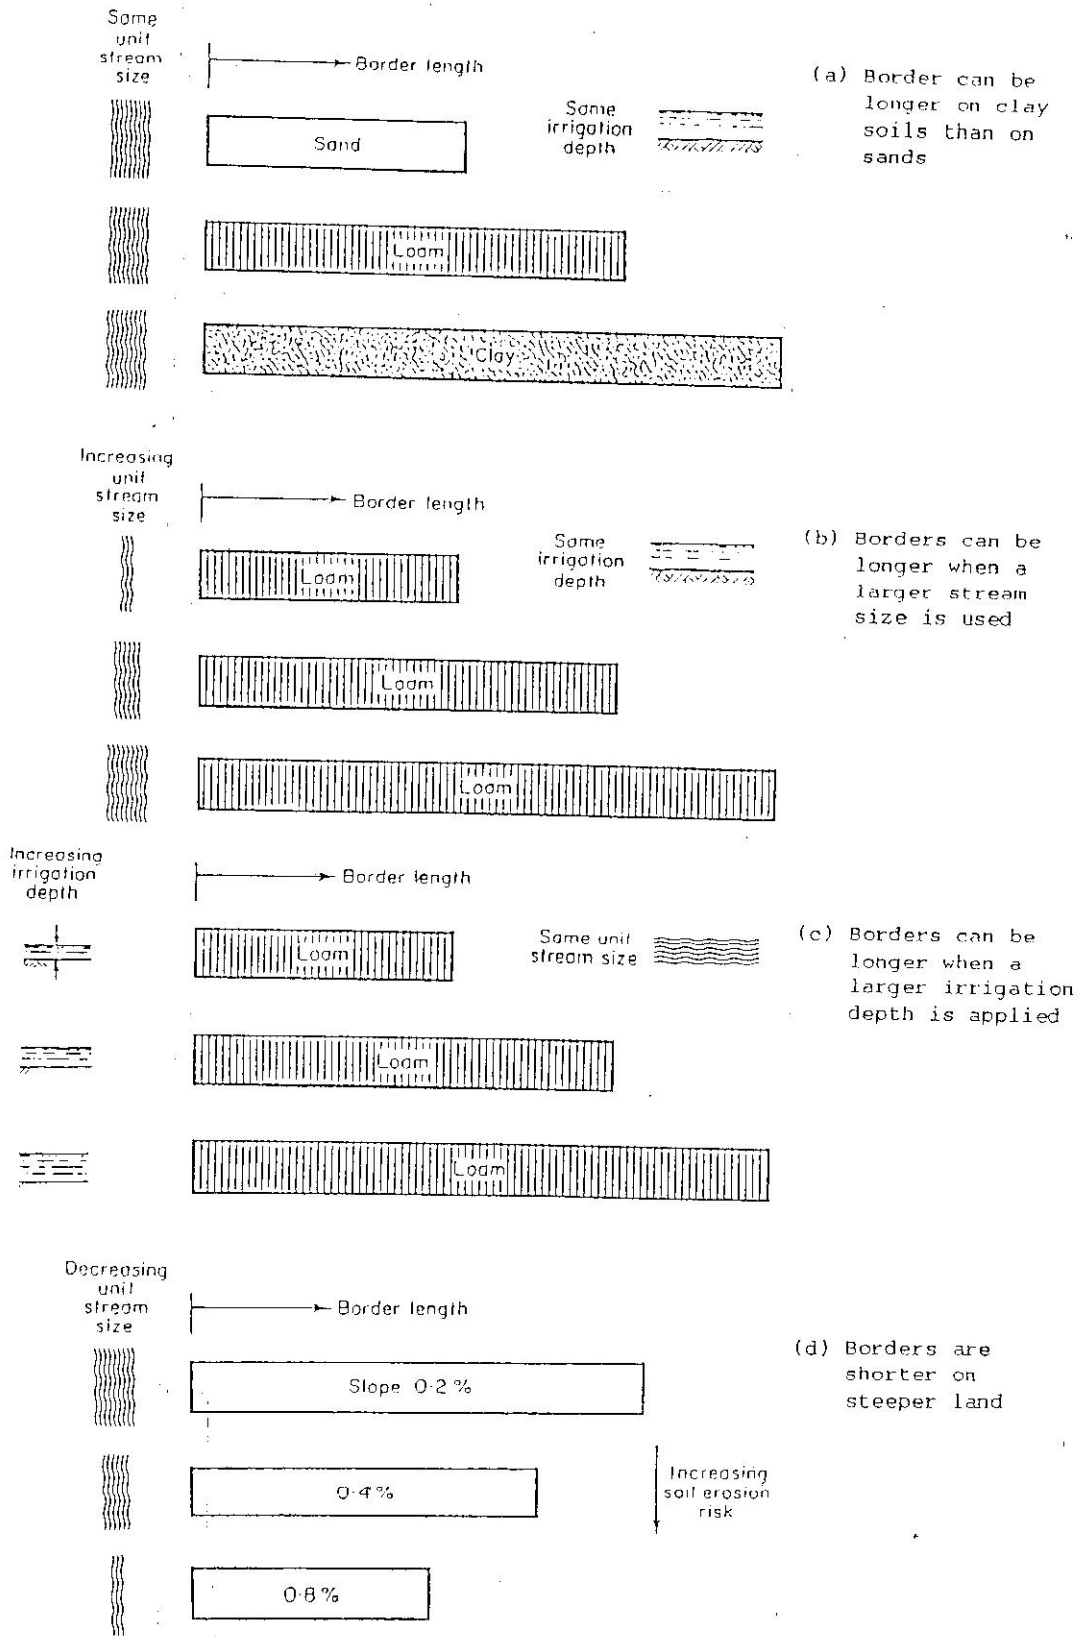 Same
unit
stream
size
Border length
Sand
Same
irrigation
depth
(a) Border can be
longer on clay
soils than on
sands
Loam
Clay
Increasing
unit
stream
size
Border length
Loam
Same
irrigation
depth
(b) Borders can be
longer when a
larger stream
size is used
Loam
Loam
Increasing
irrigation
depth
Border length
Loam
Same unit
stream size
(c) Borders can be
longer when a
larger irrigation
depth is applied
Loam
Loam
Decreasing
unit
stream
size
Border length
Slope 0·2%
(d) Borders are
shorter on
steeper land
0·4%
Increasing
soil erosion
risk
0·8%